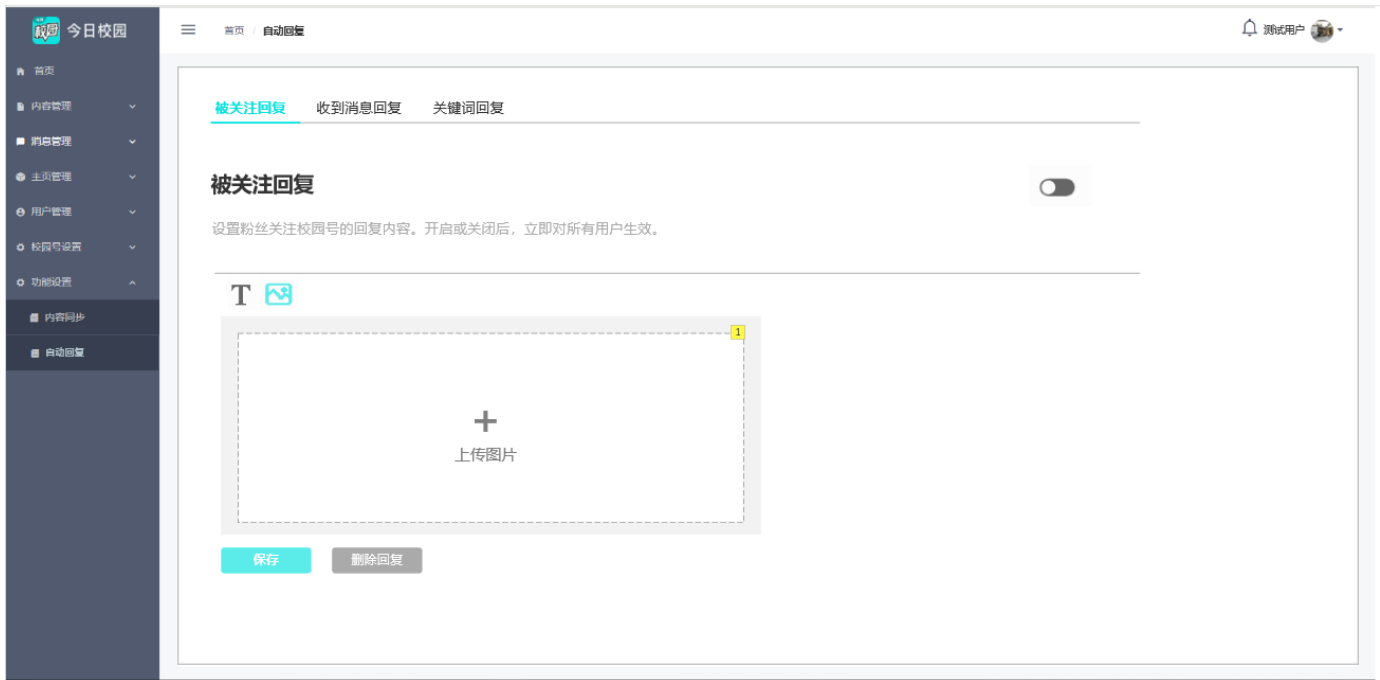 校园 今日校园
首页 / 自动回复
测试用户
首页
内容管理
消息管理
主页管理
用户管理
校园号设置
功能设置
内容同步
自动回复
被关注回复 收到消息回复 关键词回复
被关注回复
设置粉丝关注校园号的回复内容。开启或关闭后，立即对所有用户生效。
T
1
上传图片
保存 删除回复